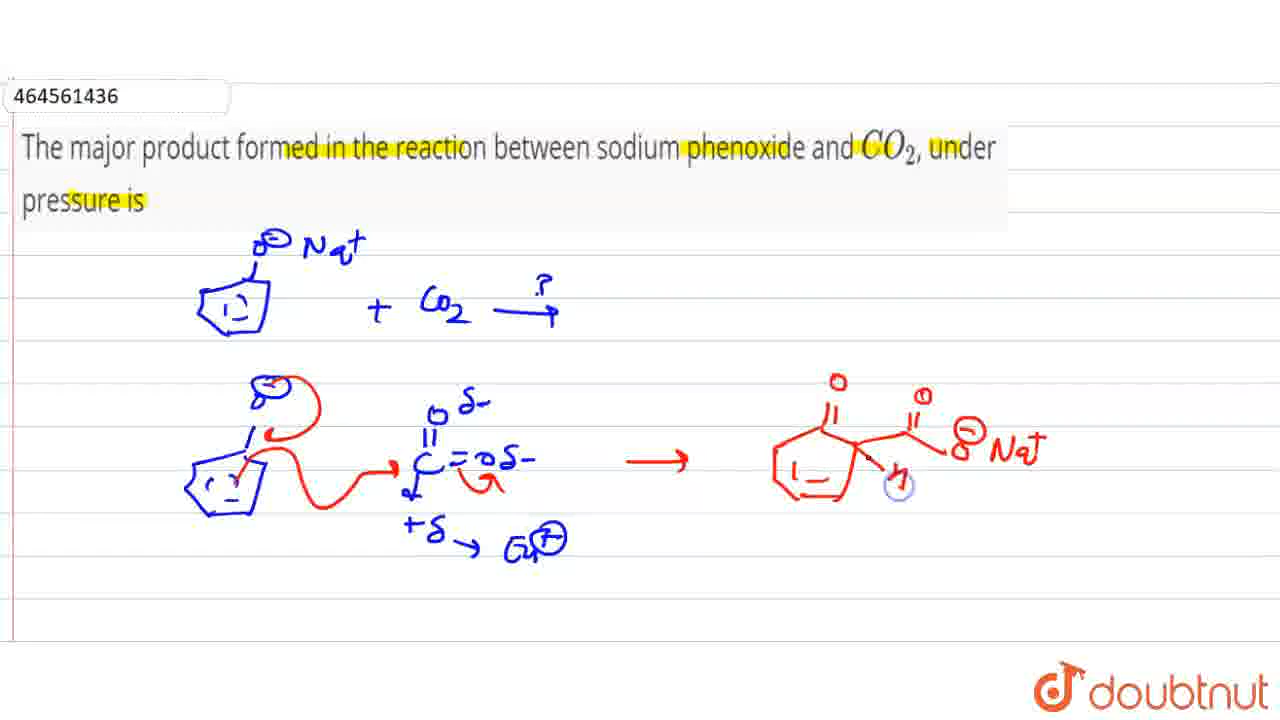 464561436
The major product formed in the reaction between sodium phenoxide and CO₂, under
pressure is
O⊖ Na⁺
+ CO₂ → ?
O⊖
O δ-
C = O δ-
+δ → E⊕
O
O
O⊖ Na⁺
H
doubtnut